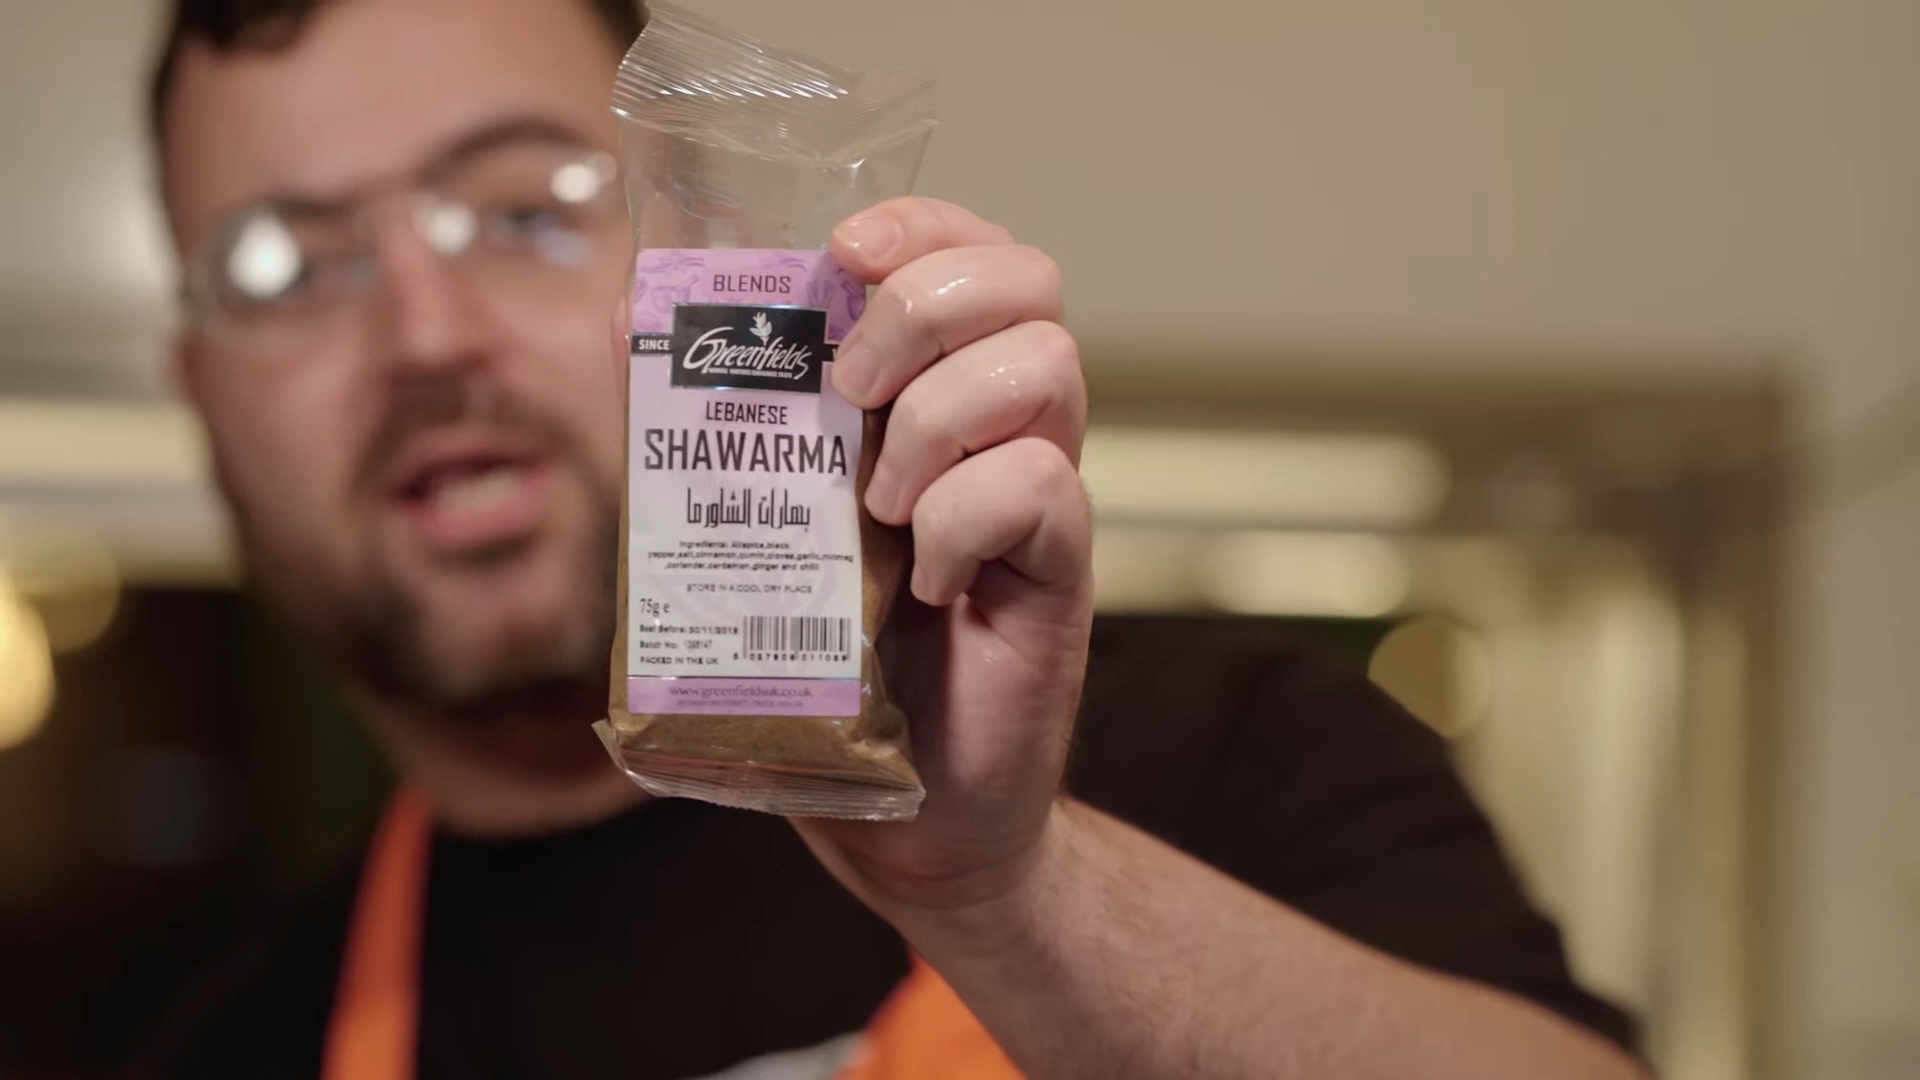 BLENDS
SINCE
Greenfields
LEBANESE
SHAWARMA
بهارات الشاورما
Ingredients: Allspice,black
pepper,salt,cinnamon,cumin,cloves,garlic,nutmeg
,coriander,cardamon,ginger and chilli
STORE IN A COOL DRY PLACE
75g e
Best Before: 30/11/2019
Batch No:
PACKED IN THE UK
www.greenfieldsuk.co.uk